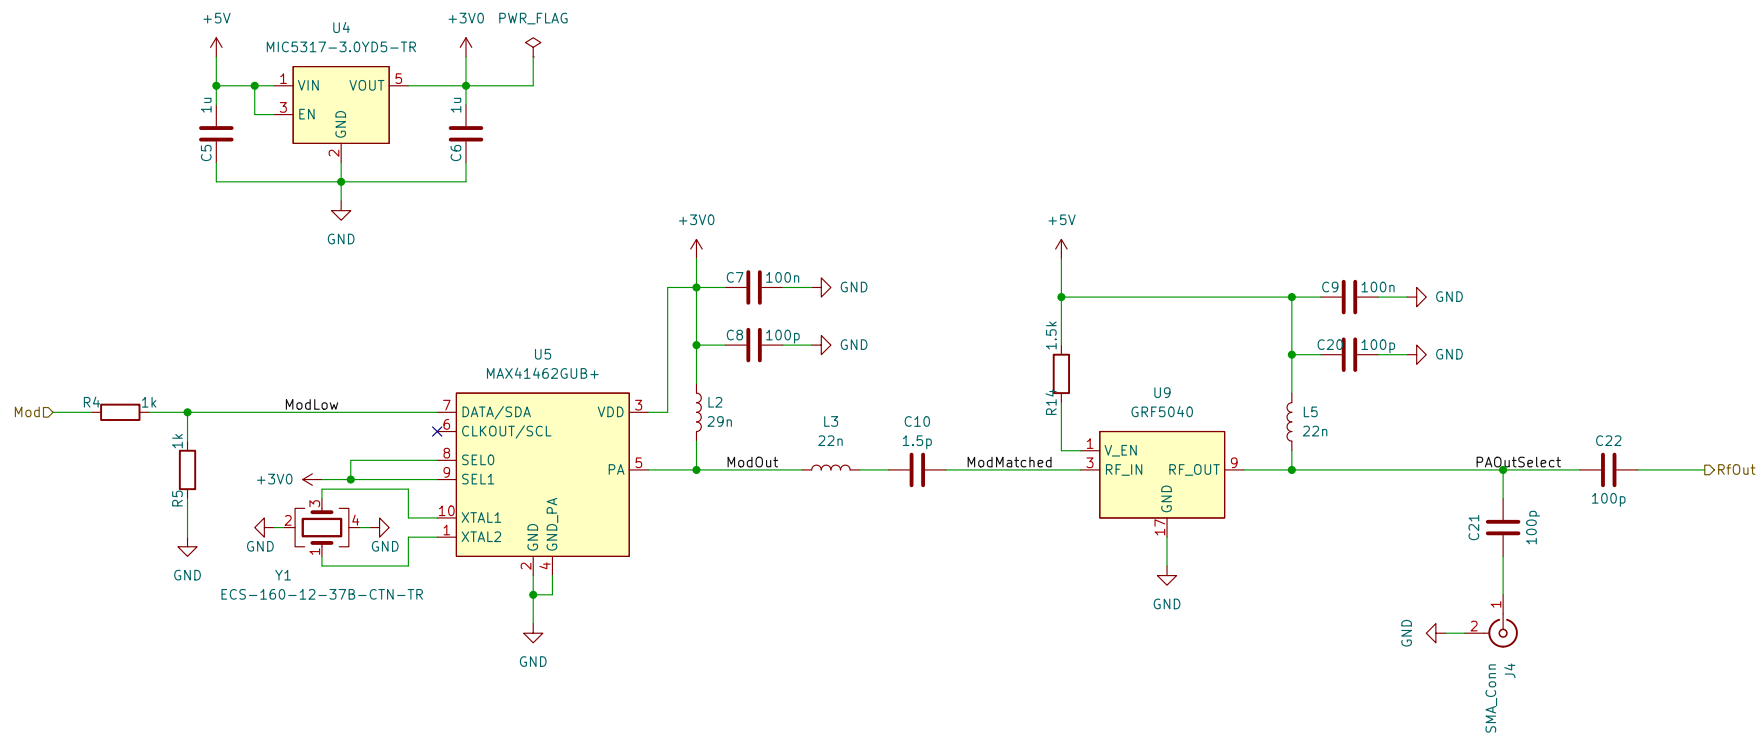 +5V
+3V0
PWR_FLAG
U4
MIC5317-3.0YD5-TR
1
VIN
VOUT
5
3
EN
GND
2
1u
C5
1u
C6
GND
+3V0
C7
100n
GND
C8
100p
GND
L2
29n
+5V
1.5k
R14
C9
100n
GND
C20
100p
GND
L5
22n
U5
MAX41462GUB+
Mod
R4
1k
ModLow
7
DATA/SDA
VDD
3
6
CLKOUT/SCL
8
SEL0
9
SEL1
PA
5
10
XTAL1
1
XTAL2
GND
GND_PA
2
4
GND
1k
R5
GND
+3V0
3
2
4
1
GND
GND
Y1
ECS-160-12-37B-CTN-TR
ModOut
L3
22n
C10
1.5p
ModMatched
U9
GRF5040
1
V_EN
3
RF_IN
RF_OUT
9
GND
17
GND
PAOutSelect
C22
100p
RfOut
C21
100p
1
2
GND
SMA_Conn
J4